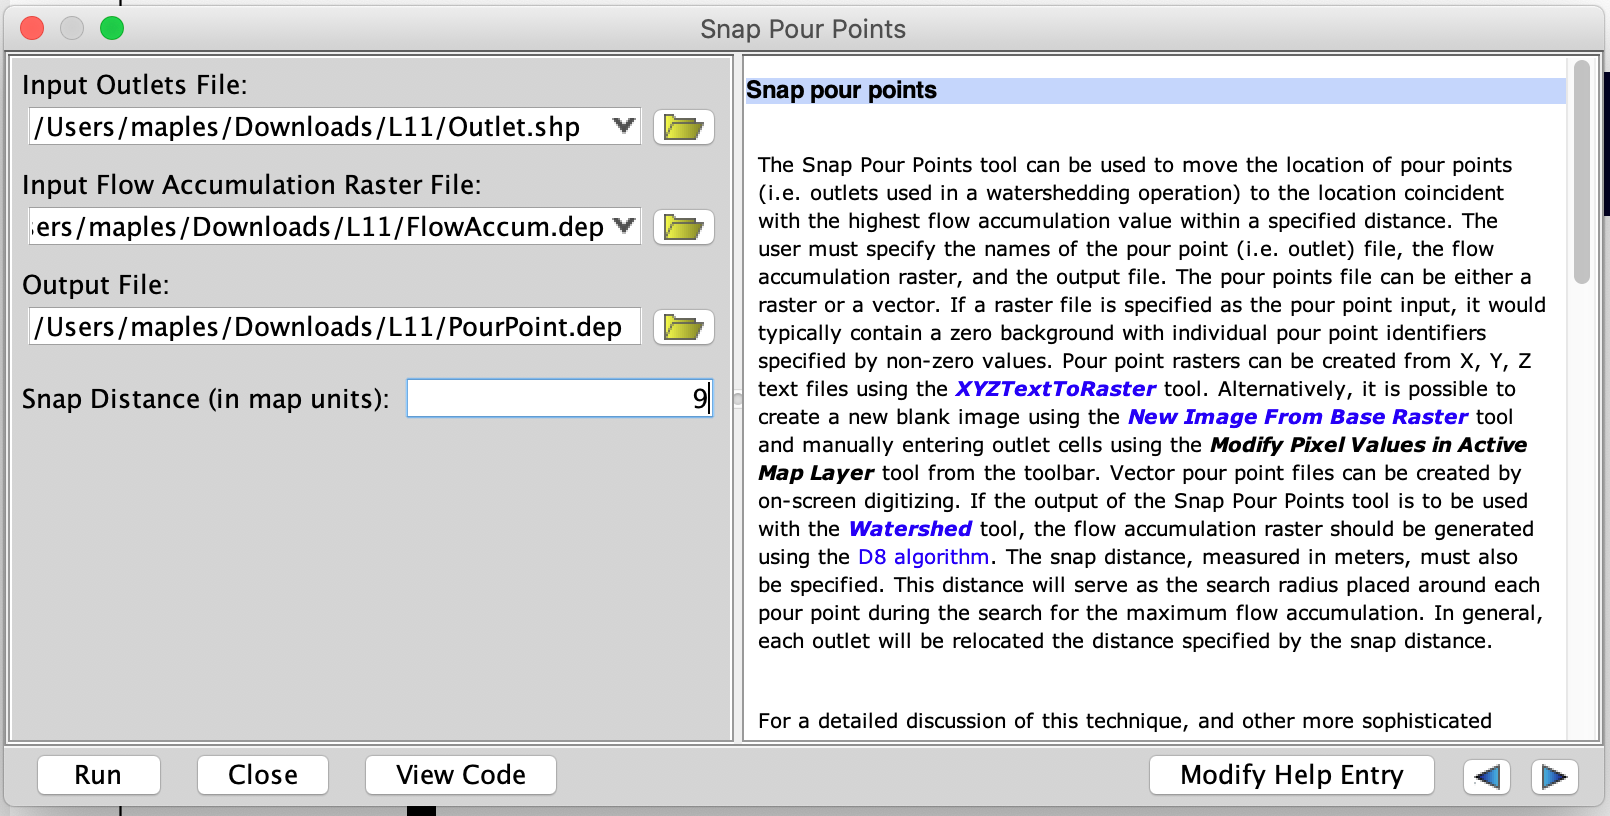 Snap Pour Points
Input Outlets File:
/Users/maples/Downloads/L11/Outlet.shp
Input Flow Accumulation Raster File:
ers/maples/Downloads/L11/FlowAccum.dep
Output File:
/Users/maples/Downloads/L11/PourPoint.dep
Snap Distance (in map units):
9
Snap pour points
The Snap Pour Points tool can be used to move the location of pour points
(i.e. outlets used in a watershedding operation) to the location coincident
with the highest flow accumulation value within a specified distance. The
user must specify the names of the pour point (i.e. outlet) file, the flow
accumulation raster, and the output file. The pour points file can be either a
raster or a vector. If a raster file is specified as the pour point input, it would
typically contain a zero background with individual pour point identifiers
specified by non-zero values. Pour point rasters can be created from X, Y, Z
text files using the XYZTextToRaster tool. Alternatively, it is possible to
create a new blank image using the New Image From Base Raster tool
and manually entering outlet cells using the Modify Pixel Values in Active
Map Layer tool from the toolbar. Vector pour point files can be created by
on-screen digitizing. If the output of the Snap Pour Points tool is to be used
with the Watershed tool, the flow accumulation raster should be generated
using the D8 algorithm. The snap distance, measured in meters, must also
be specified. This distance will serve as the search radius placed around each
pour point during the search for the maximum flow accumulation. In general,
each outlet will be relocated the distance specified by the snap distance.
For a detailed discussion of this technique, and other more sophisticated
Run
Close
View Code
Modify Help Entry